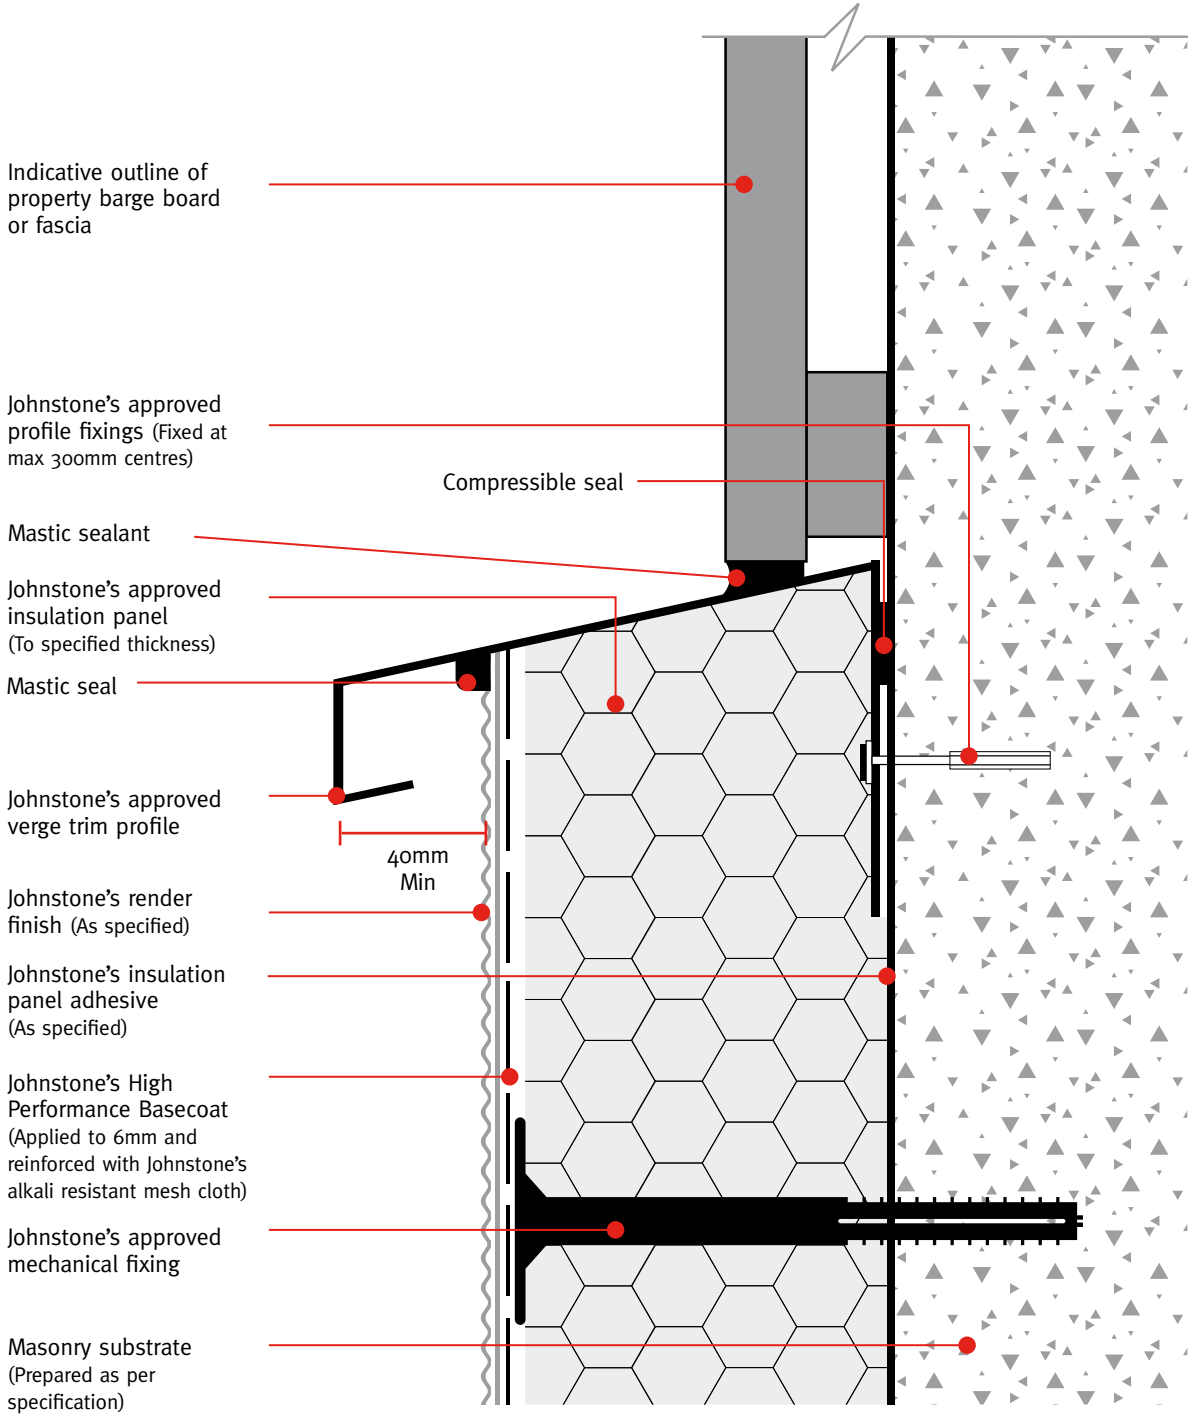 Indicative outline of
property barge board
or fascia
Johnstone’s approved
profile fixings (Fixed at
max 300mm centres)
Compressible seal
Mastic sealant
Johnstone’s approved
insulation panel
(To specified thickness)
Mastic seal
Johnstone’s approved
verge trim profile
40mm
Min
Johnstone’s render
finish (As specified)
Johnstone’s insulation
panel adhesive
(As specified)
Johnstone’s High
Performance Basecoat
(Applied to 6mm and
reinforced with Johnstone’s
alkali resistant mesh cloth)
Johnstone’s approved
mechanical fixing
Masonry substrate
(Prepared as per
specification)